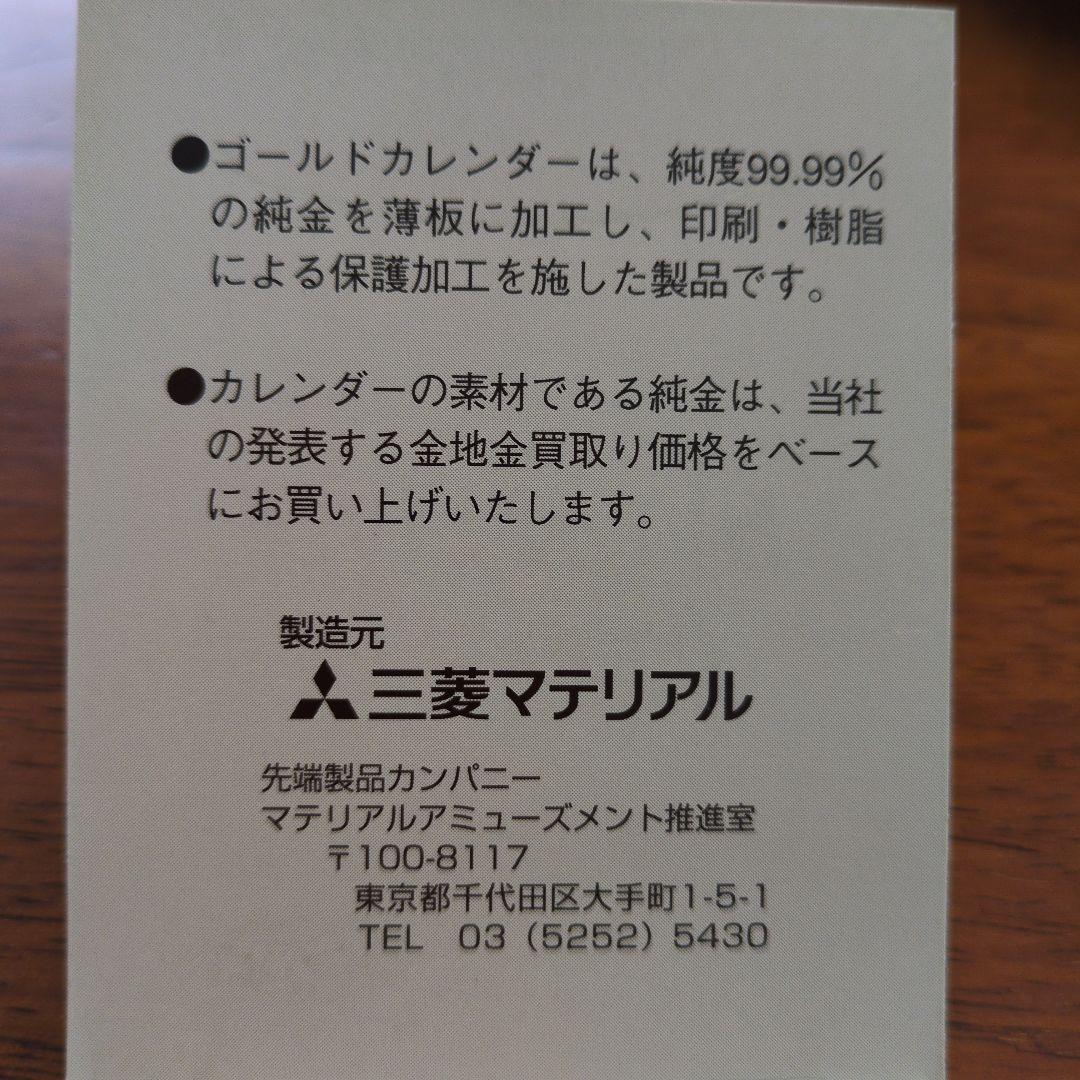 ●ゴールドカレンダーは、純度99.99%
の純金を薄板に加工し、印刷・樹脂
による保護加工を施した製品です。
●カレンダーの素材である純金は、当社
の発表する金地金買取り価格をベース
にお買い上げいたします。
製造元
三菱マテリアル
先端製品カンパニー
マテリアルアミューズメント推進室
〒100-8117
東京都千代田区大手町1-5-1
TEL 03（5252）5430